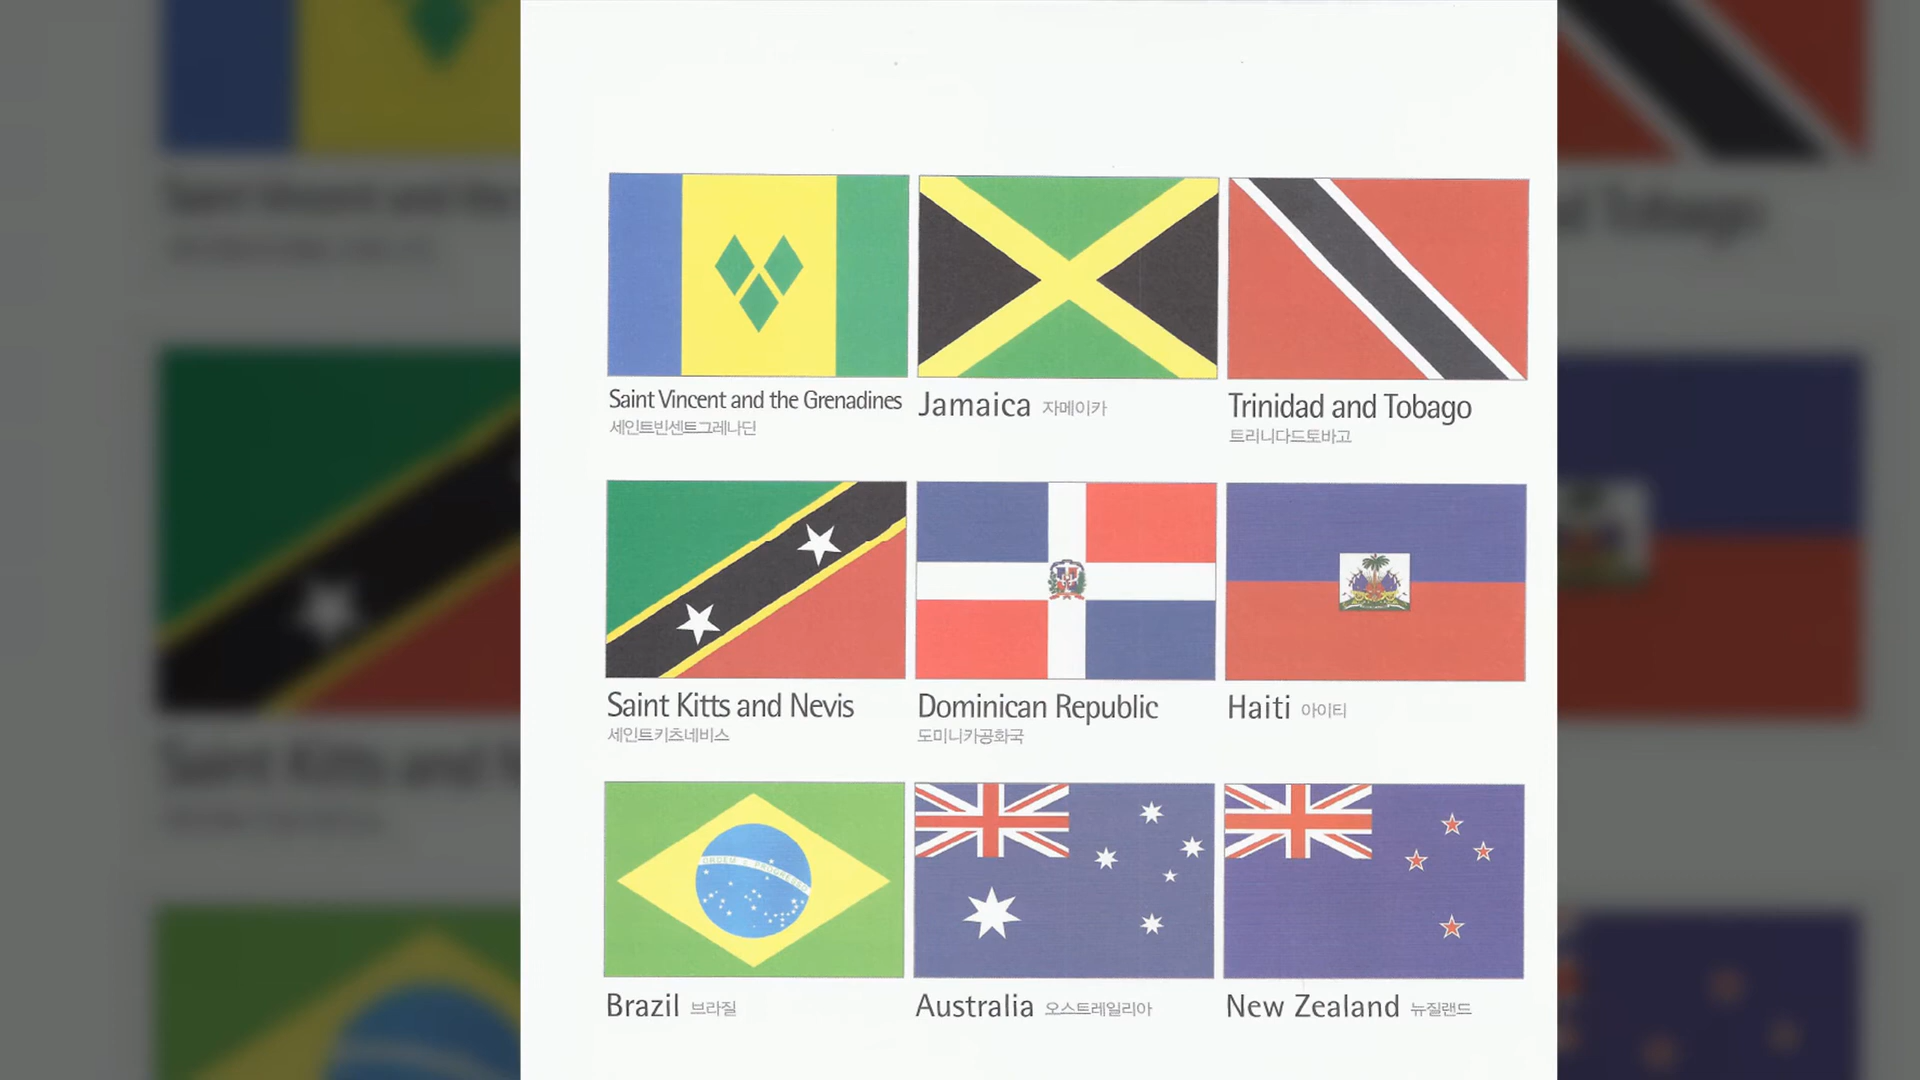 Saint Vincent and the Grenadines
세인트빈센트그레나딘
Jamaica 자메이카
Trinidad and Tobago
트리니다드토바고
Saint Kitts and Nevis
세인트키츠네비스
Dominican Republic
도미니카공화국
Haiti 아이티
ORDEM E PROGRESSO
Brazil 브라질
Australia 오스트레일리아
New Zealand 뉴질랜드